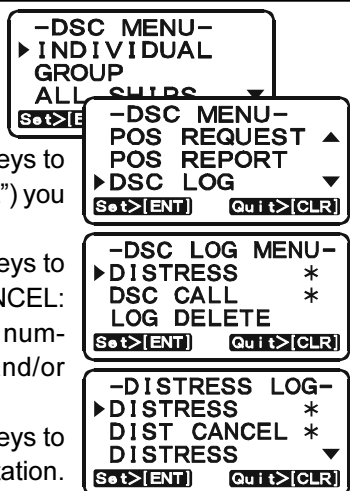 -DSC MENU-
▶INDIVIDUAL
GROUP
ALL SHIPS ▼
Set>[E
-DSC MENU-
POS REQUEST ▲
POS REPORT
▶DSC LOG ▼
Set>[ENT] Quit>[CLR]
eys to
”) you
-DSC LOG MENU-
▶DISTRESS *
DSC CALL *
LOG DELETE
Set>[ENT] Quit>[CLR]
eys to
NCEL:
num-
nd/or
-DISTRESS LOG-
▶DISTRESS *
DIST CANCEL *
DISTRESS ▼
Set>[ENT] Quit>[CLR]
eys to
tation.